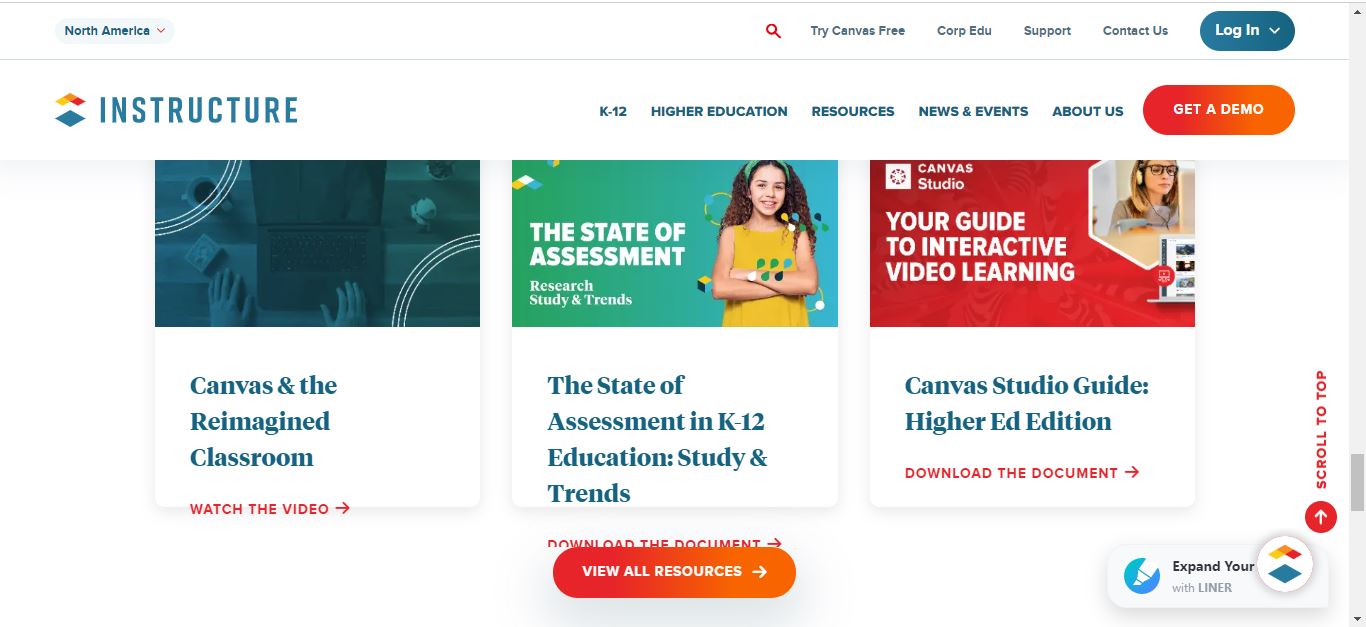 North America
Try Canvas Free
Corp Edu
Support
Contact Us
Log In
INSTRUCTURE
K-12
HIGHER EDUCATION
RESOURCES
NEWS & EVENTS
ABOUT US
GET A DEMO
THE STATE OF
ASSESSMENT
Research
Study & Trends
CANVAS
Studio
YOUR GUIDE
TO INTERACTIVE
VIDEO LEARNING
Canvas & the
Reimagined
Classroom
WATCH THE VIDEO
The State of
Assessment in K-12
Education: Study &
Trends
DOWNLOAD THE DOCUMENT
Canvas Studio Guide:
Higher Ed Edition
DOWNLOAD THE DOCUMENT
VIEW ALL RESOURCES
SCROLL TO TOP
Expand Your
with LINER